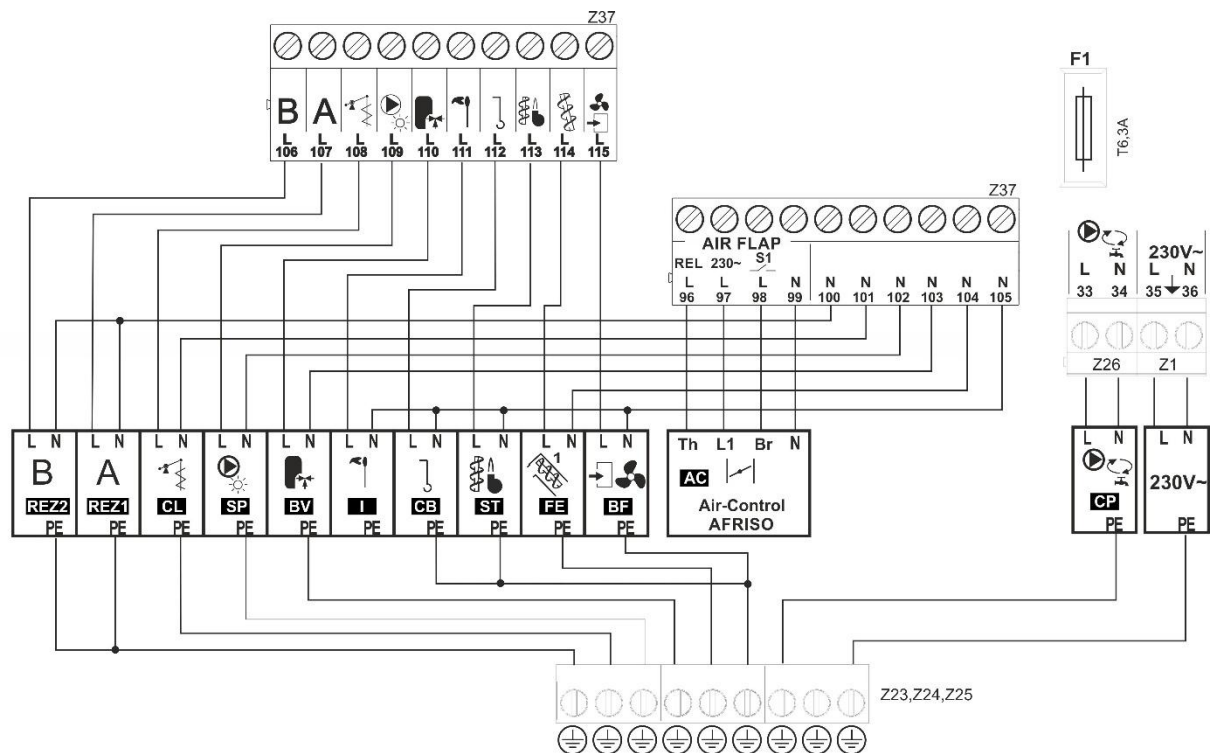 Z37
B A
L L L L L L L L L L
106 107 108 109 110 111 112 113 114 115
F1
T6,3A
Z37
AIR FLAP
REL 230~ S1
L L L N N N N N N N
96 97 98 99 100 101 102 103 104 105
230V~
L N L N
33 34 35 36
Z26 Z1
L N L N L N L N L N L N L N L N L N L N
B A 1
REZ2 REZ1 CL SP BV I CB ST FE BF
PE PE PE PE PE PE PE PE PE PE
Th L1 Br N
AC
Air-Control
AFRISO
L N L N
230V~
CP
PE PE
Z23,Z24,Z25